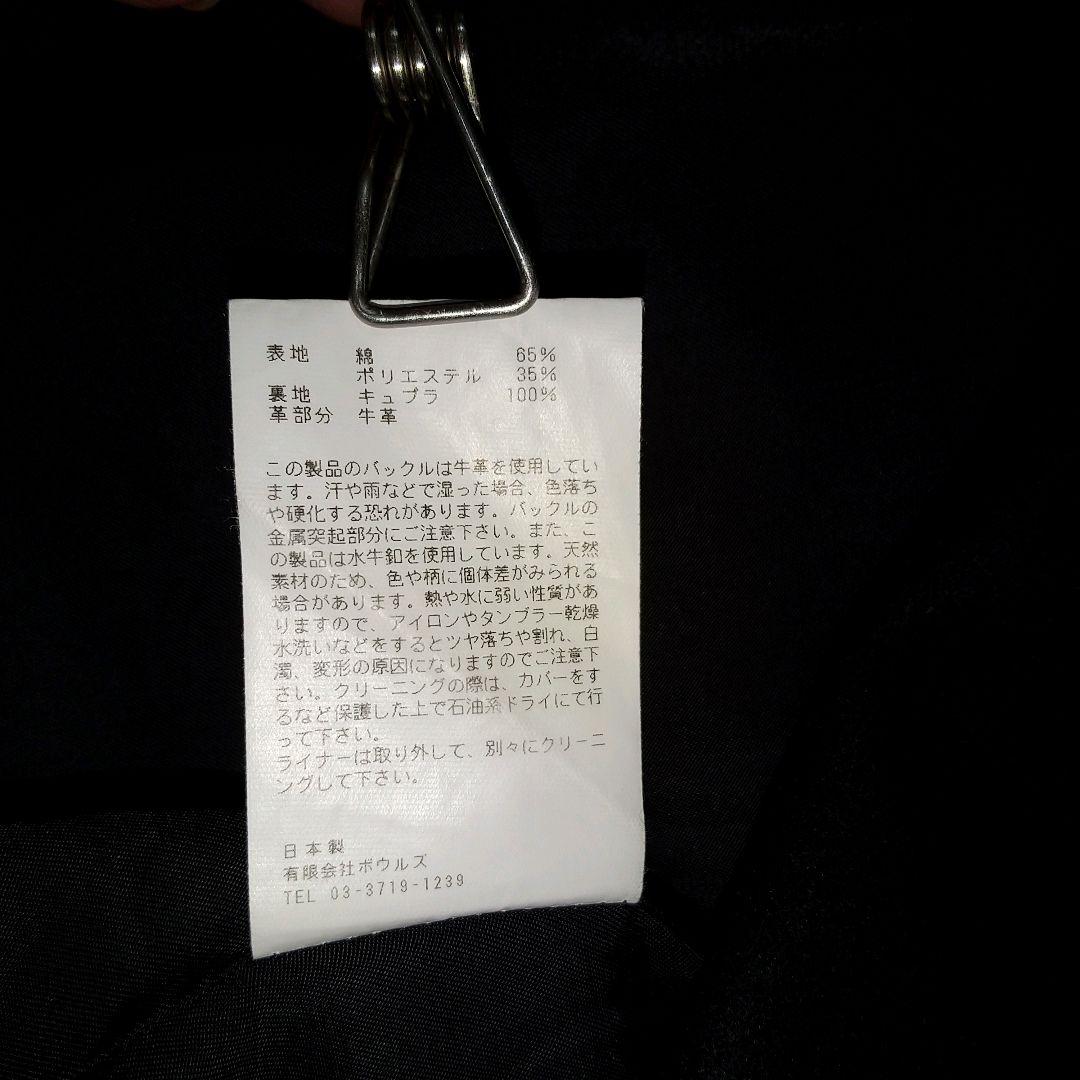 表地 綿 65%
ポリエステル 35%
裏地 キュプラ 100%
革部分 牛革
この製品のバックルは牛革を使用してい
ます。汗や雨などで湿った場合、色落ち
や硬化する恐れがあります。バックルの
金属突起部分にご注意下さい。また、こ
の製品は水牛釦を使用しています。天然
素材のため、色や柄に個体差がみられる
場合があります。熱や水に弱い性質があ
りますので、アイロンやタンブラー乾燥
水洗いなどをするとツヤ落ちや割れ、白
濁、変形の原因になりますのでご注意下
さい。クリーニングの際は、カバーをす
るなど保護した上で石油系ドライにて行
って下さい。
ライナーは取り外して、別々にクリーニ
ングして下さい。
日本製
有限会社ボウルズ
TEL 03-3719-1239